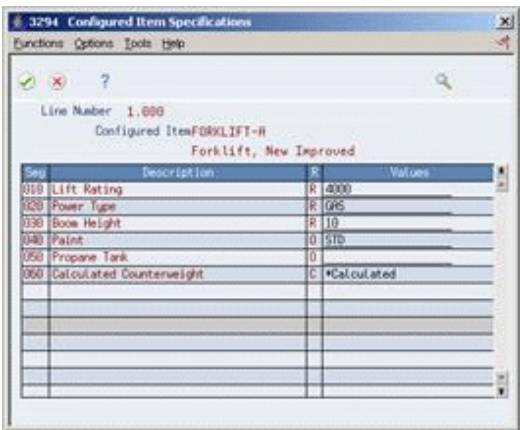 3294 Configured Item Specifications
Functions Options Tools Help
?
Line Number 1.000
Configured Item FORKLIFT-A
Forklift, New Improved
Seg Description R Values
010 Lift Rating R 4000
020 Power Type R GAS
030 Boom Height R 10
040 Paint O STD
050 Propane Tank O
060 Calculated Counterweight C *Calculated